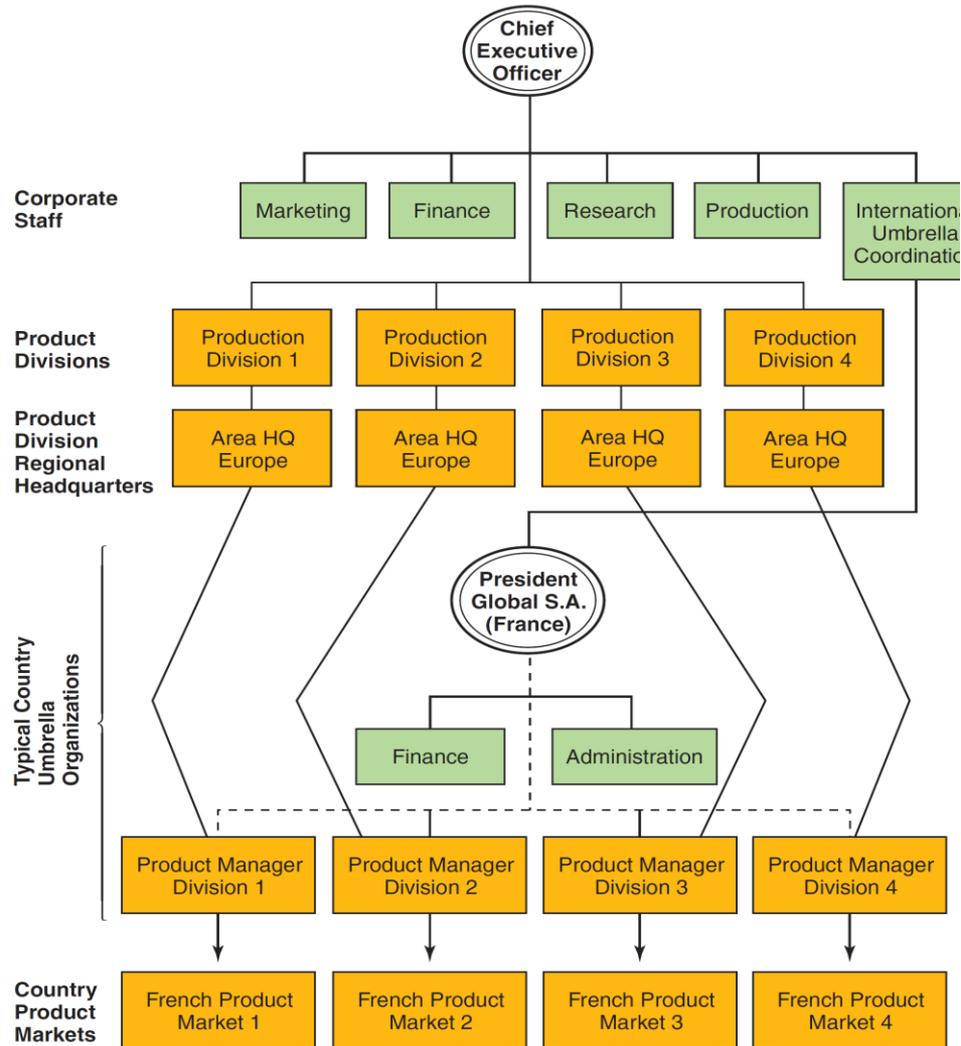 Chief
Executive
Officer
Corporate
Staff
Marketing
Finance
Research
Production
Internationa
Umbrella
Coordinatio
Product
Divisions
Production
Division 1
Production
Division 2
Production
Division 3
Production
Division 4
Product
Division
Regional
Headquarters
Area HQ
Europe
Area HQ
Europe
Area HQ
Europe
Area HQ
Europe
Typical Country
Umbrella
Organizations
President
Global S.A.
(France)
Finance
Administration
Product Manager
Division 1
Product Manager
Division 2
Product Manager
Division 3
Product Manager
Division 4
Country
Product
Markets
French Product
Market 1
French Product
Market 2
French Product
Market 3
French Product
Market 4